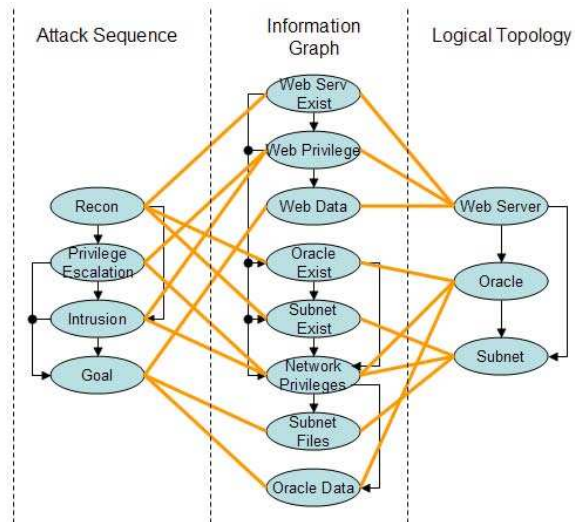 Attack Sequence
Information
Graph
Logical Topology
Web Serv
Exist
Web Privilege
Web Data
Oracle
Exist
Subnet
Exist
Network
Privileges
Subnet
Files
Oracle Data
Recon
Privilege
Escalation
Intrusion
Goal
Web Server
Oracle
Subnet